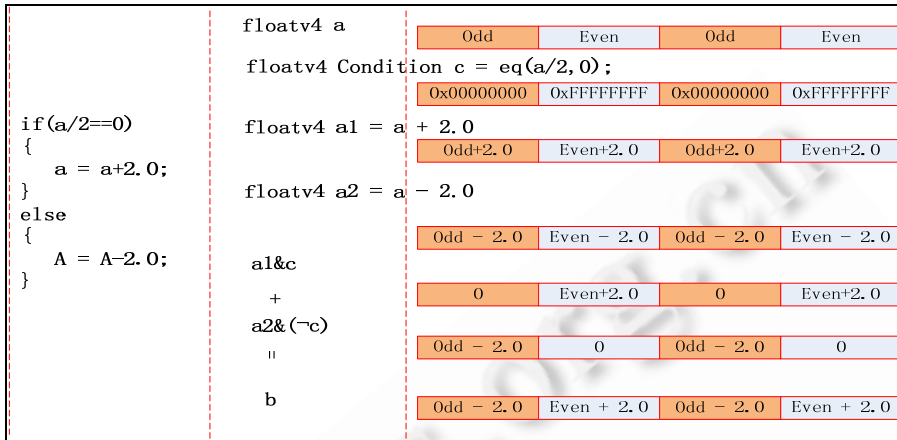 if(a/2==0)
{
a = a+2.0;
}
else
{
A = A-2.0;
}
floatv4 a
Odd Even Odd Even
floatv4 Condition c = eq(a/2,0);
0x00000000 0xFFFFFFFF 0x00000000 0xFFFFFFFF
floatv4 a1 = a + 2.0
Odd+2.0 Even+2.0 Odd+2.0 Even+2.0
floatv4 a2 = a - 2.0
Odd - 2.0 Even - 2.0 Odd - 2.0 Even - 2.0
a1&c
0 Even+2.0 0 Even+2.0
+
a2&(¬c)
Odd - 2.0 0 Odd - 2.0 0
=
b
Odd - 2.0 Even + 2.0 Odd - 2.0 Even + 2.0